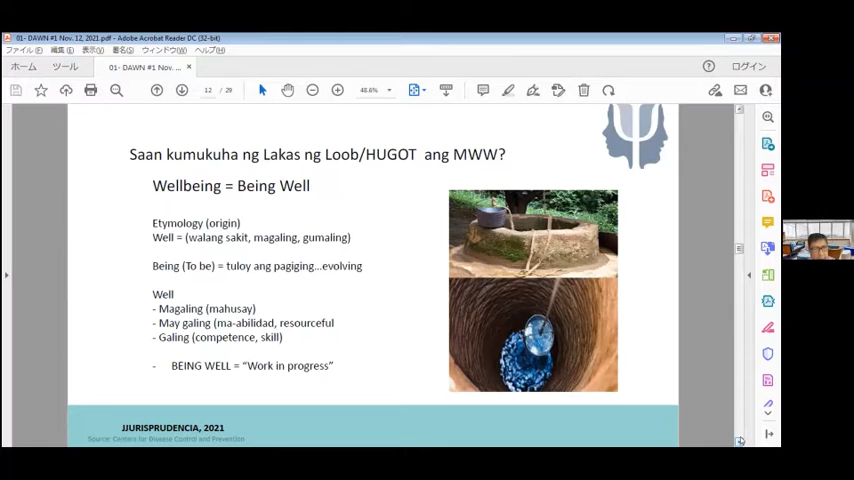 01- DAWN #1 Nov. 12, 2021.pdf - Adobe Acrobat Reader DC (32-bit)
ファイル(F) 編集(E) 表示(V) 署名(S) ウィンドウ(W) ヘルプ(H)
ホーム ツール 01- DAWN #1 Nov. ... × ログイン
12 / 29 48.6%
Saan kumukuha ng Lakas ng Loob/HUGOT ang MWW?
Wellbeing = Being Well
Etymology (origin)
Well = (walang sakit, magaling, gumaling)
Being (To be) = tuloy ang pagiging...evolving
Well
- Magaling (mahusay)
- May galing (ma-abilidad, resourceful
- Galing (competence, skill)
- BEING WELL = “Work in progress”
JJURISPRUDENCIA, 2021
Source: Centers for Disease Control and Prevention